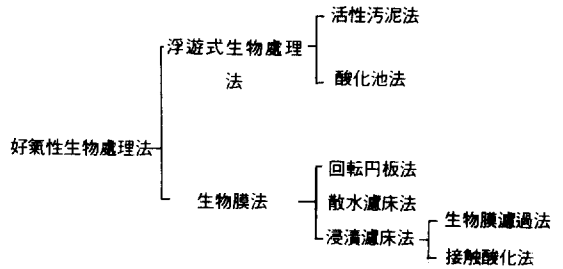 活性汚泥法
浮遊式生物處理
法
酸化池法
好氣性生物處理法
回転円板法
生物膜法
散水濾床法
生物膜濾過法
浸漬濾床法
接触酸化法